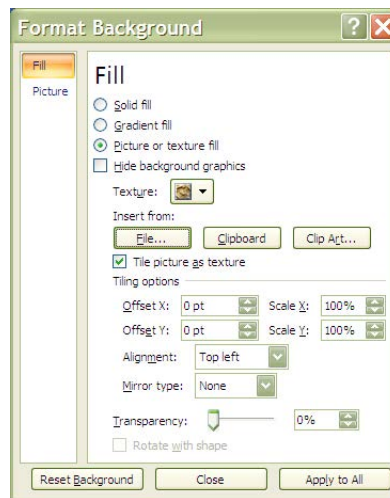 Format Background
Fill
Picture
Fill
Solid fill
Gradient fill
Picture or texture fill
Hide background graphics
Texture:
Insert from:
File... Clipboard Clip Art...
Tile picture as texture
Tiling options
Offset X: 0 pt Scale X: 100%
Offset Y: 0 pt Scale Y: 100%
Alignment: Top left
Mirror type: None
Transparency: 0%
Rotate with shape
Reset Background Close Apply to All